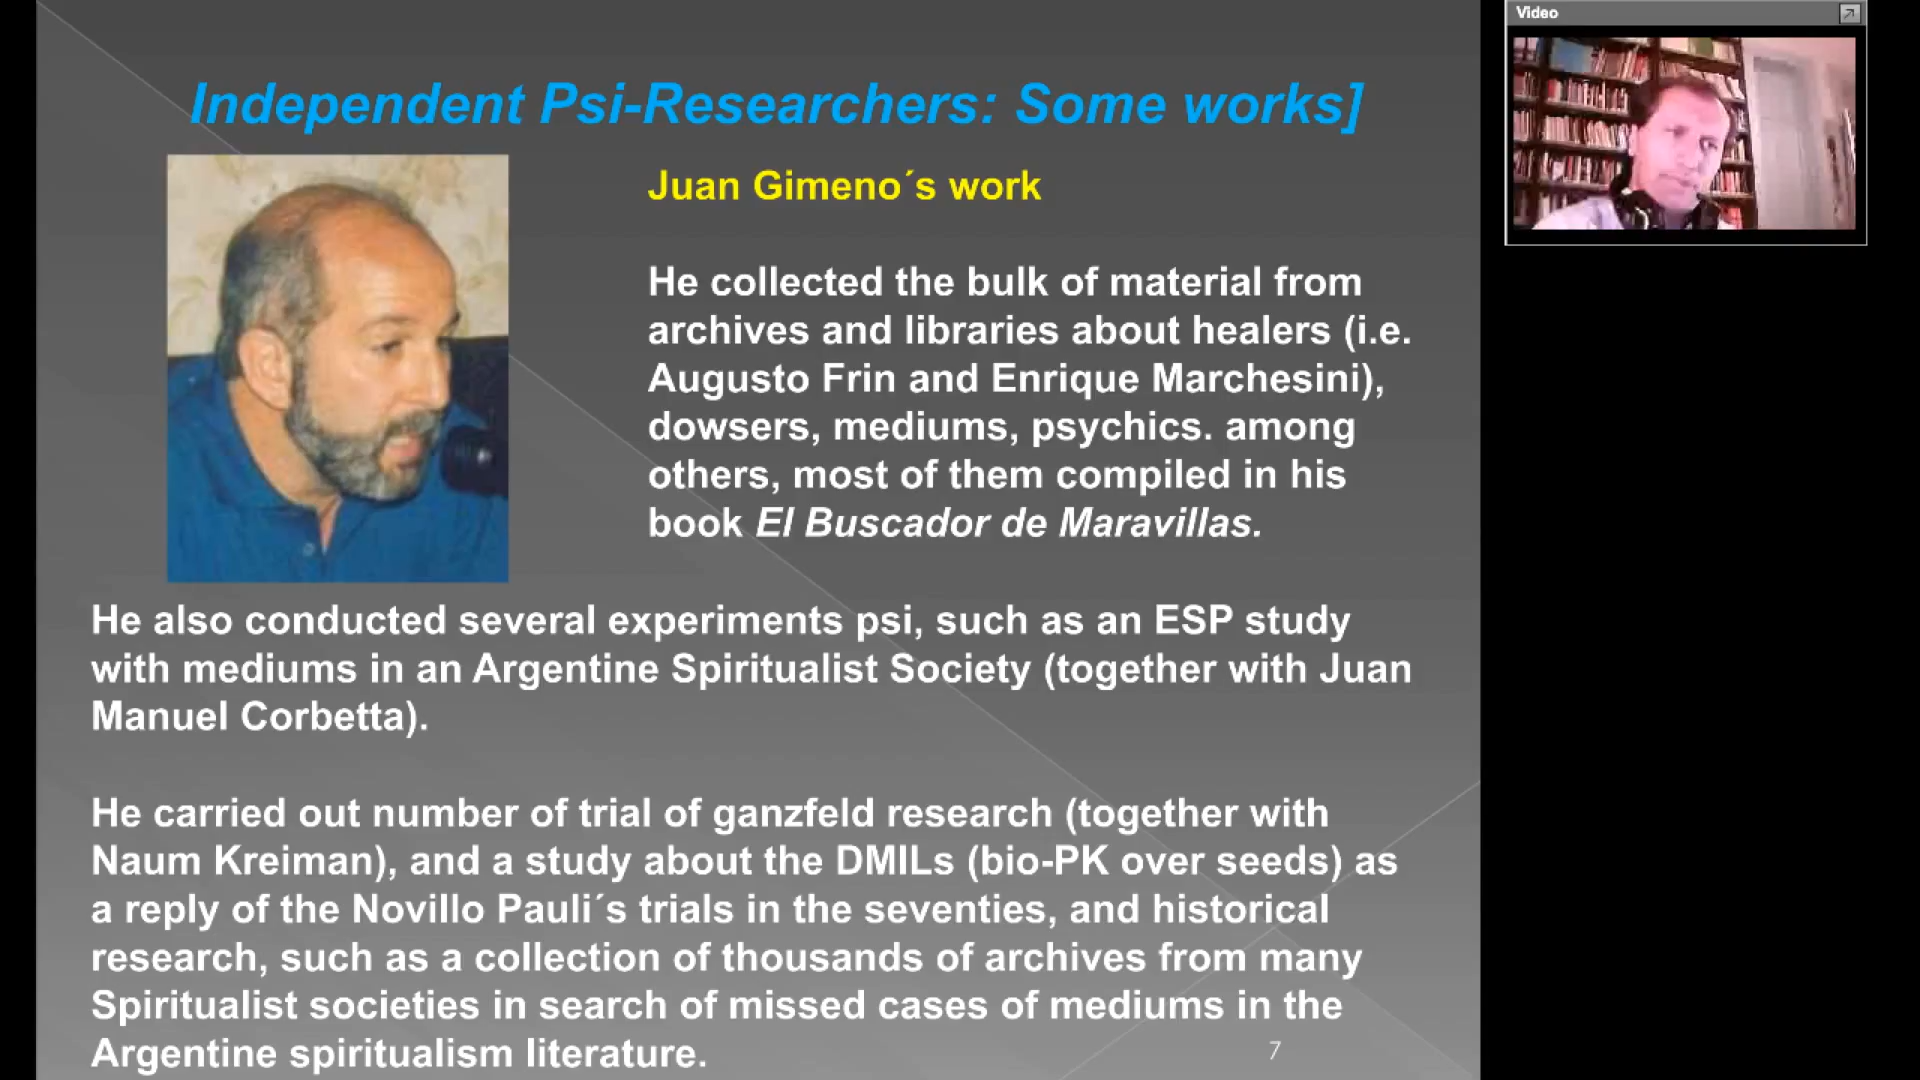 Independent Psi-Researchers: Some works]
Juan Gimeno´s work
He collected the bulk of material from
archives and libraries about healers (i.e.
Augusto Frin and Enrique Marchesini),
dowsers, mediums, psychics. among
others, most of them compiled in his
book El Buscador de Maravillas.
He also conducted several experiments psi, such as an ESP study
with mediums in an Argentine Spiritualist Society (together with Juan
Manuel Corbetta).
He carried out number of trial of ganzfeld research (together with
Naum Kreiman), and a study about the DMILs (bio-PK over seeds) as
a reply of the Novillo Pauli´s trials in the seventies, and historical
research, such as a collection of thousands of archives from many
Spiritualist societies in search of missed cases of mediums in the
Argentine spiritualism literature.
7
Video